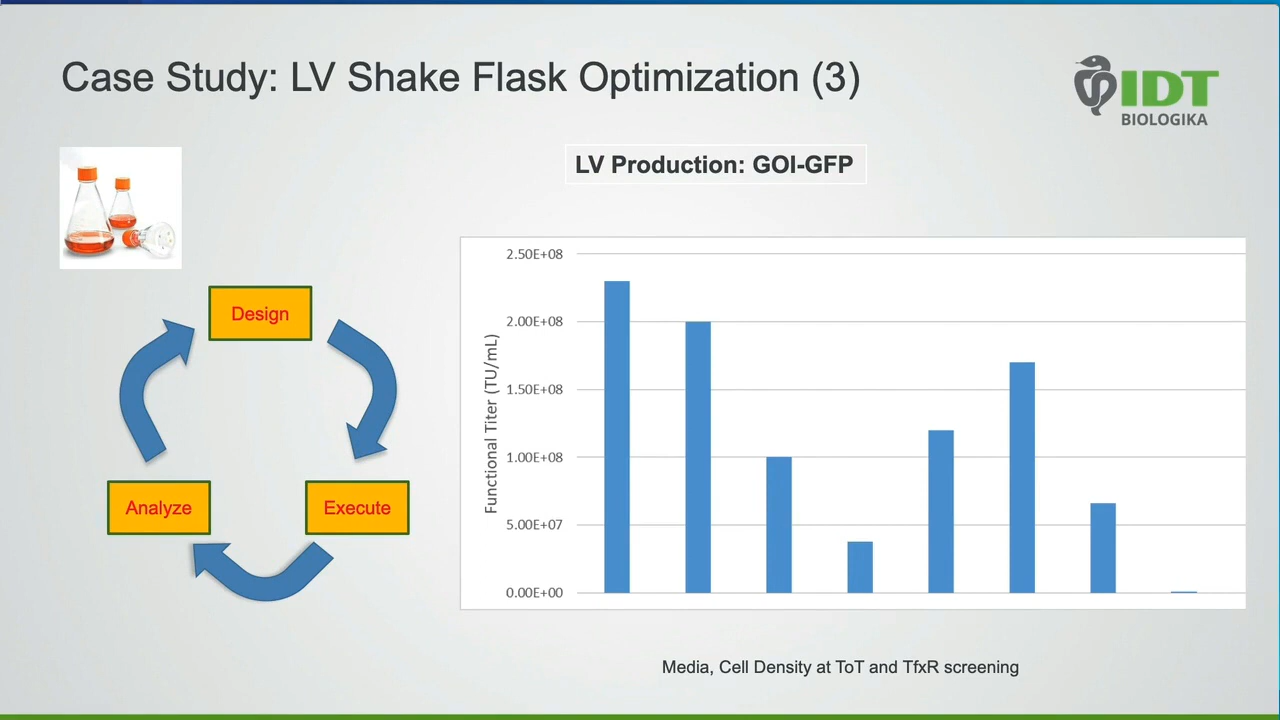 Case Study: LV Shake Flask Optimization (3)
IDT
BIOLOGIKA
LV Production: GOI-GFP
Design
Analyze
Execute
Functional Titer (TU/mL)
2.50E+08
2.00E+08
1.50E+08
1.00E+08
5.00E+07
0.00E+00
Media, Cell Density at ToT and TfxR screening